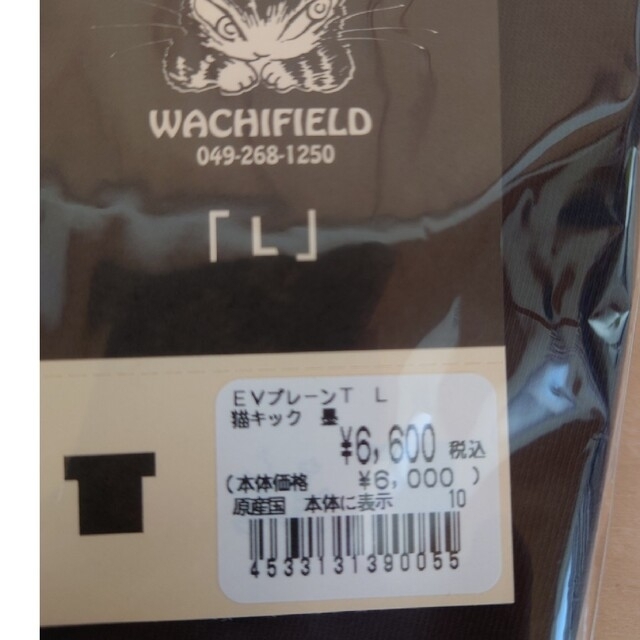 WACHIFIELD
049-268-1250
「 L 」
EVプレーンT L
猫キック 墨
¥6,600 税込
(本体価格 ¥6,000 )
原産国 本体に表示 10
4533131390055